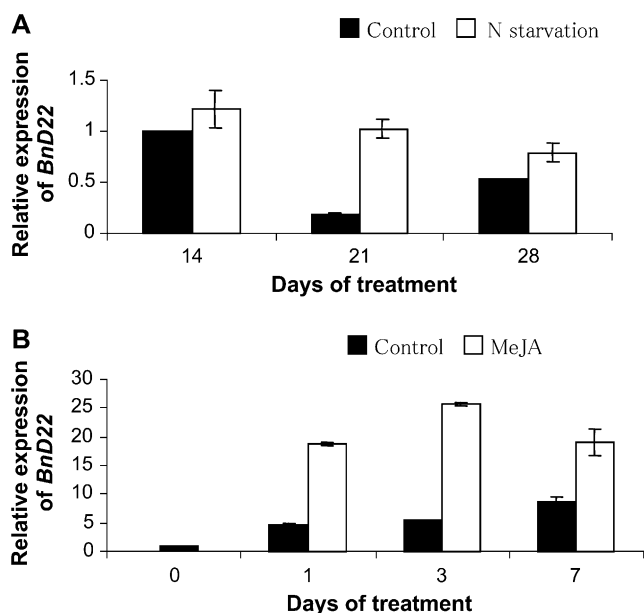 A
Control
N starvation
Relative expression
of BnD22
1.5
1
0.5
0
14
21
28
Days of treatment
B
Control
MeJA
Relative expression
of BnD22
30
25
20
15
10
5
0
0
1
3
7
Days of treatment